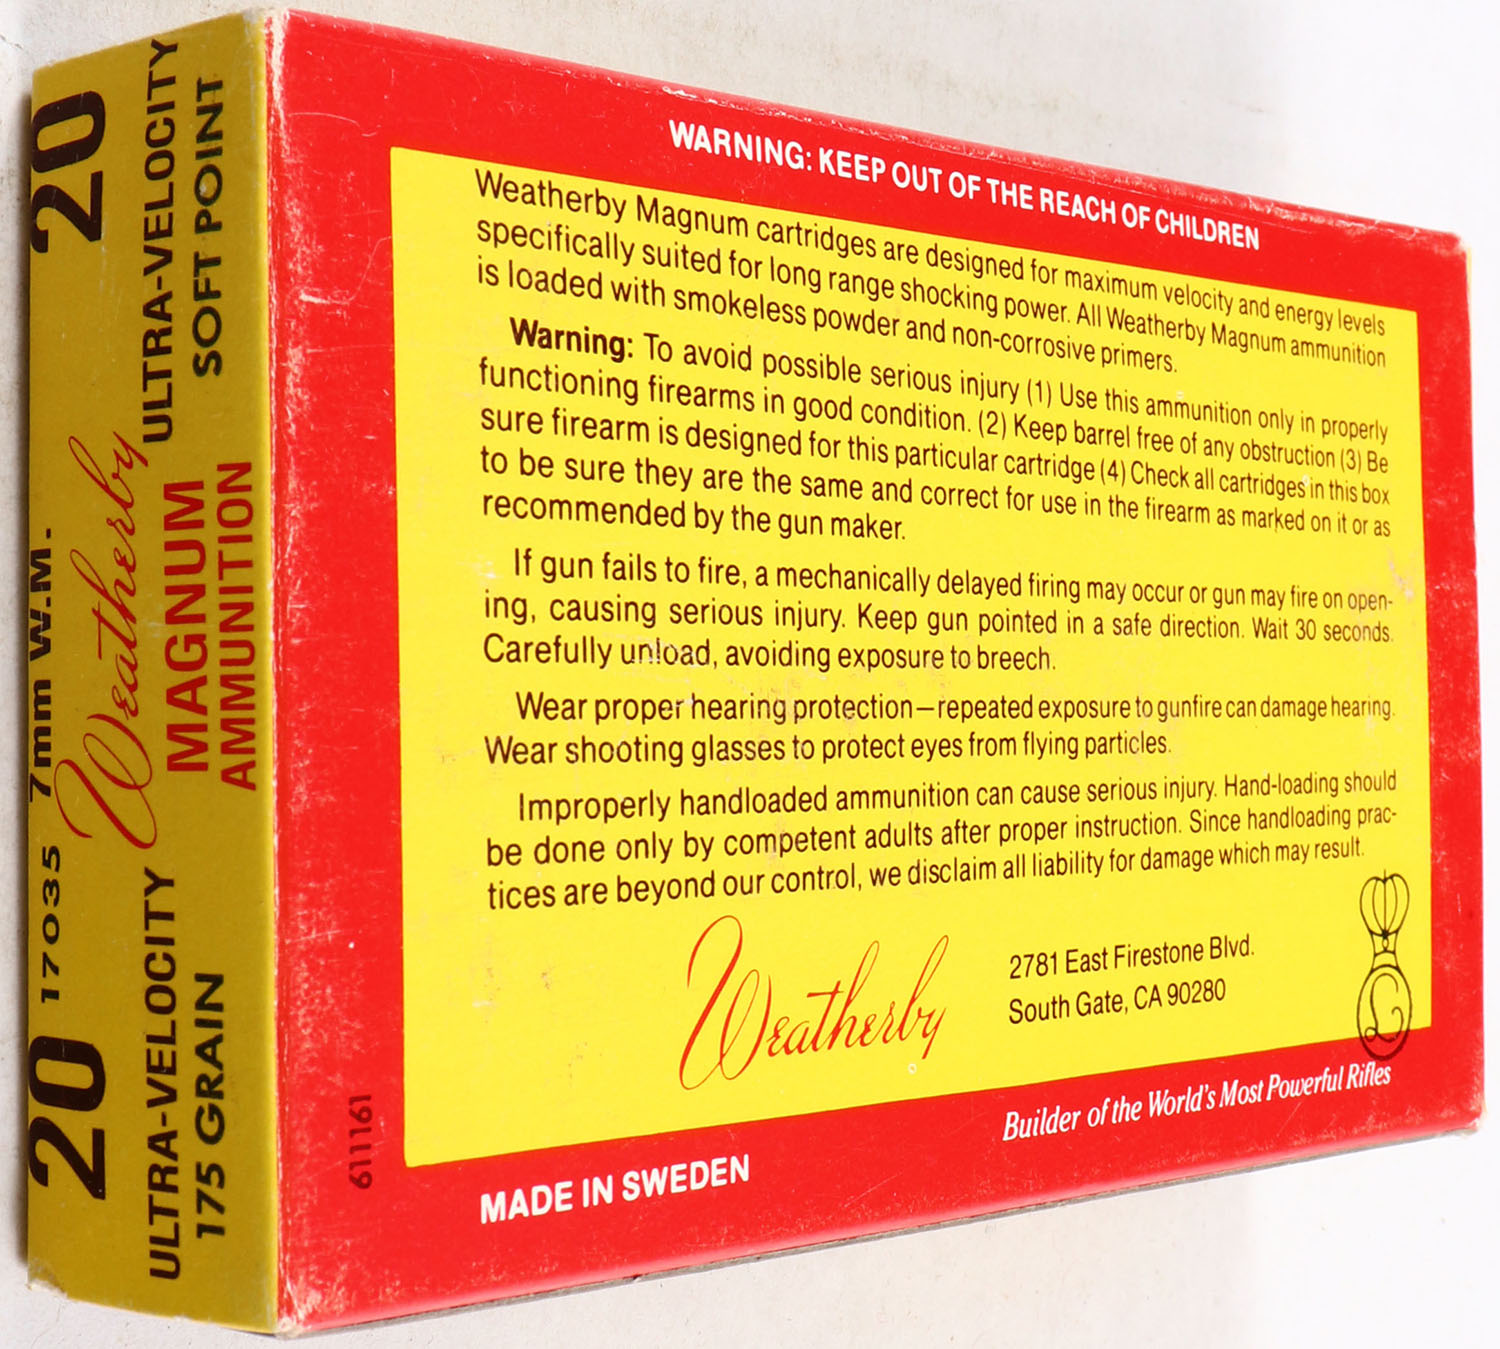 20 17035 7mm W.M. 20
Weatherby
ULTRA-VELOCITY ULTRA-VELOCITY
175 GRAIN MAGNUM SOFT POINT
AMMUNITION
WARNING: KEEP OUT OF THE REACH OF CHILDREN
Weatherby Magnum cartridges are designed for maximum velocity and energy levels
specifically suited for long range shocking power. All Weatherby Magnum ammunition
is loaded with smokeless powder and non-corrosive primers.
Warning: To avoid possible serious injury (1) Use this ammunition only in properly
functioning firearms in good condition. (2) Keep barrel free of any obstruction (3) Be
sure firearm is designed for this particular cartridge (4) Check all cartridges in this box
to be sure they are the same and correct for use in the firearm as marked on it or as
recommended by the gun maker.
If gun fails to fire, a mechanically delayed firing may occur or gun may fire on open-
ing, causing serious injury. Keep gun pointed in a safe direction. Wait 30 seconds.
Carefully unload, avoiding exposure to breech.
Wear proper hearing protection—repeated exposure to gunfire can damage hearing.
Wear shooting glasses to protect eyes from flying particles.
Improperly handloaded ammunition can cause serious injury. Hand-loading should
be done only by competent adults after proper instruction. Since handloading prac-
tices are beyond our control, we disclaim all liability for damage which may result.
Weatherby
2781 East Firestone Blvd.
South Gate, CA 90280
L
Builder of the World's Most Powerful Rifles
MADE IN SWEDEN
611161